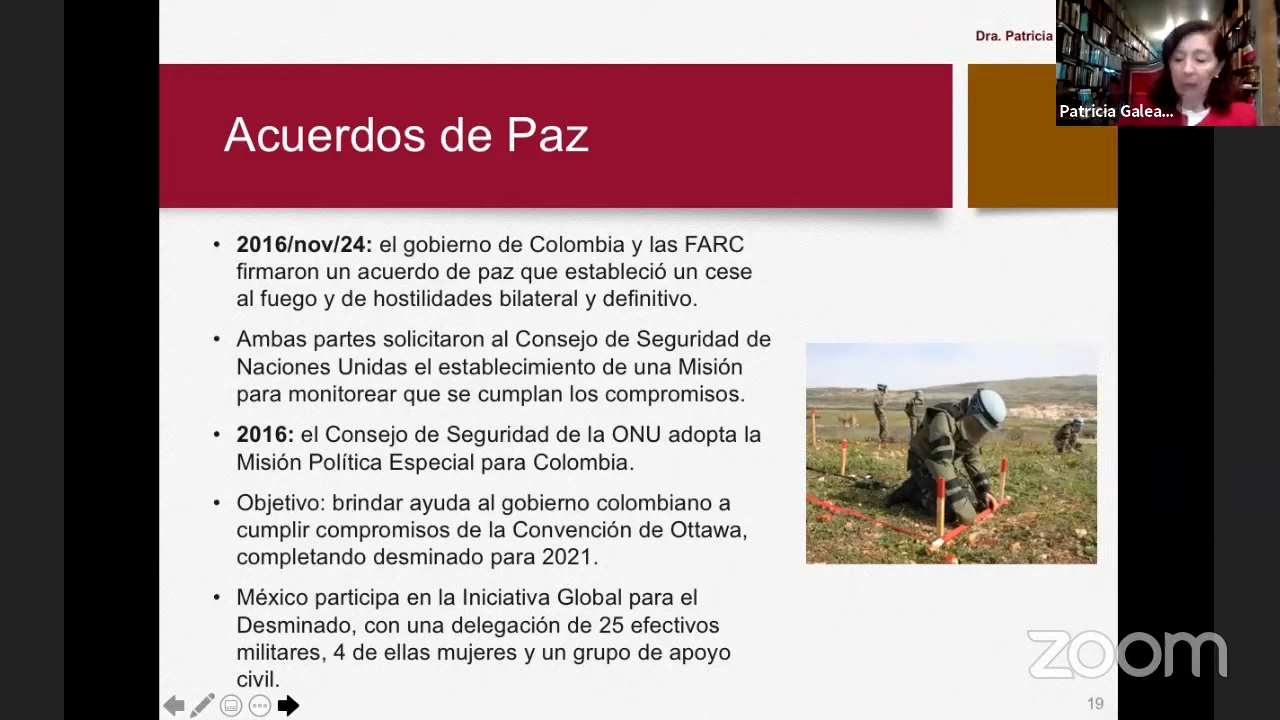 Dra. Patricia
Patricia Galea...
Acuerdos de Paz
• 2016/nov/24: el gobierno de Colombia y las FARC
firmaron un acuerdo de paz que estableció un cese
al fuego y de hostilidades bilateral y definitivo.
• Ambas partes solicitaron al Consejo de Seguridad de
Naciones Unidas el establecimiento de una Misión
para monitorear que se cumplan los compromisos.
• 2016: el Consejo de Seguridad de la ONU adopta la
Misión Política Especial para Colombia.
• Objetivo: brindar ayuda al gobierno colombiano a
cumplir compromisos de la Convención de Ottawa,
completando desminado para 2021.
• México participa en la Iniciativa Global para el
Desminado, con una delegación de 25 efectivos
militares, 4 de ellas mujeres y un grupo de apoyo
civil.
zoom
19